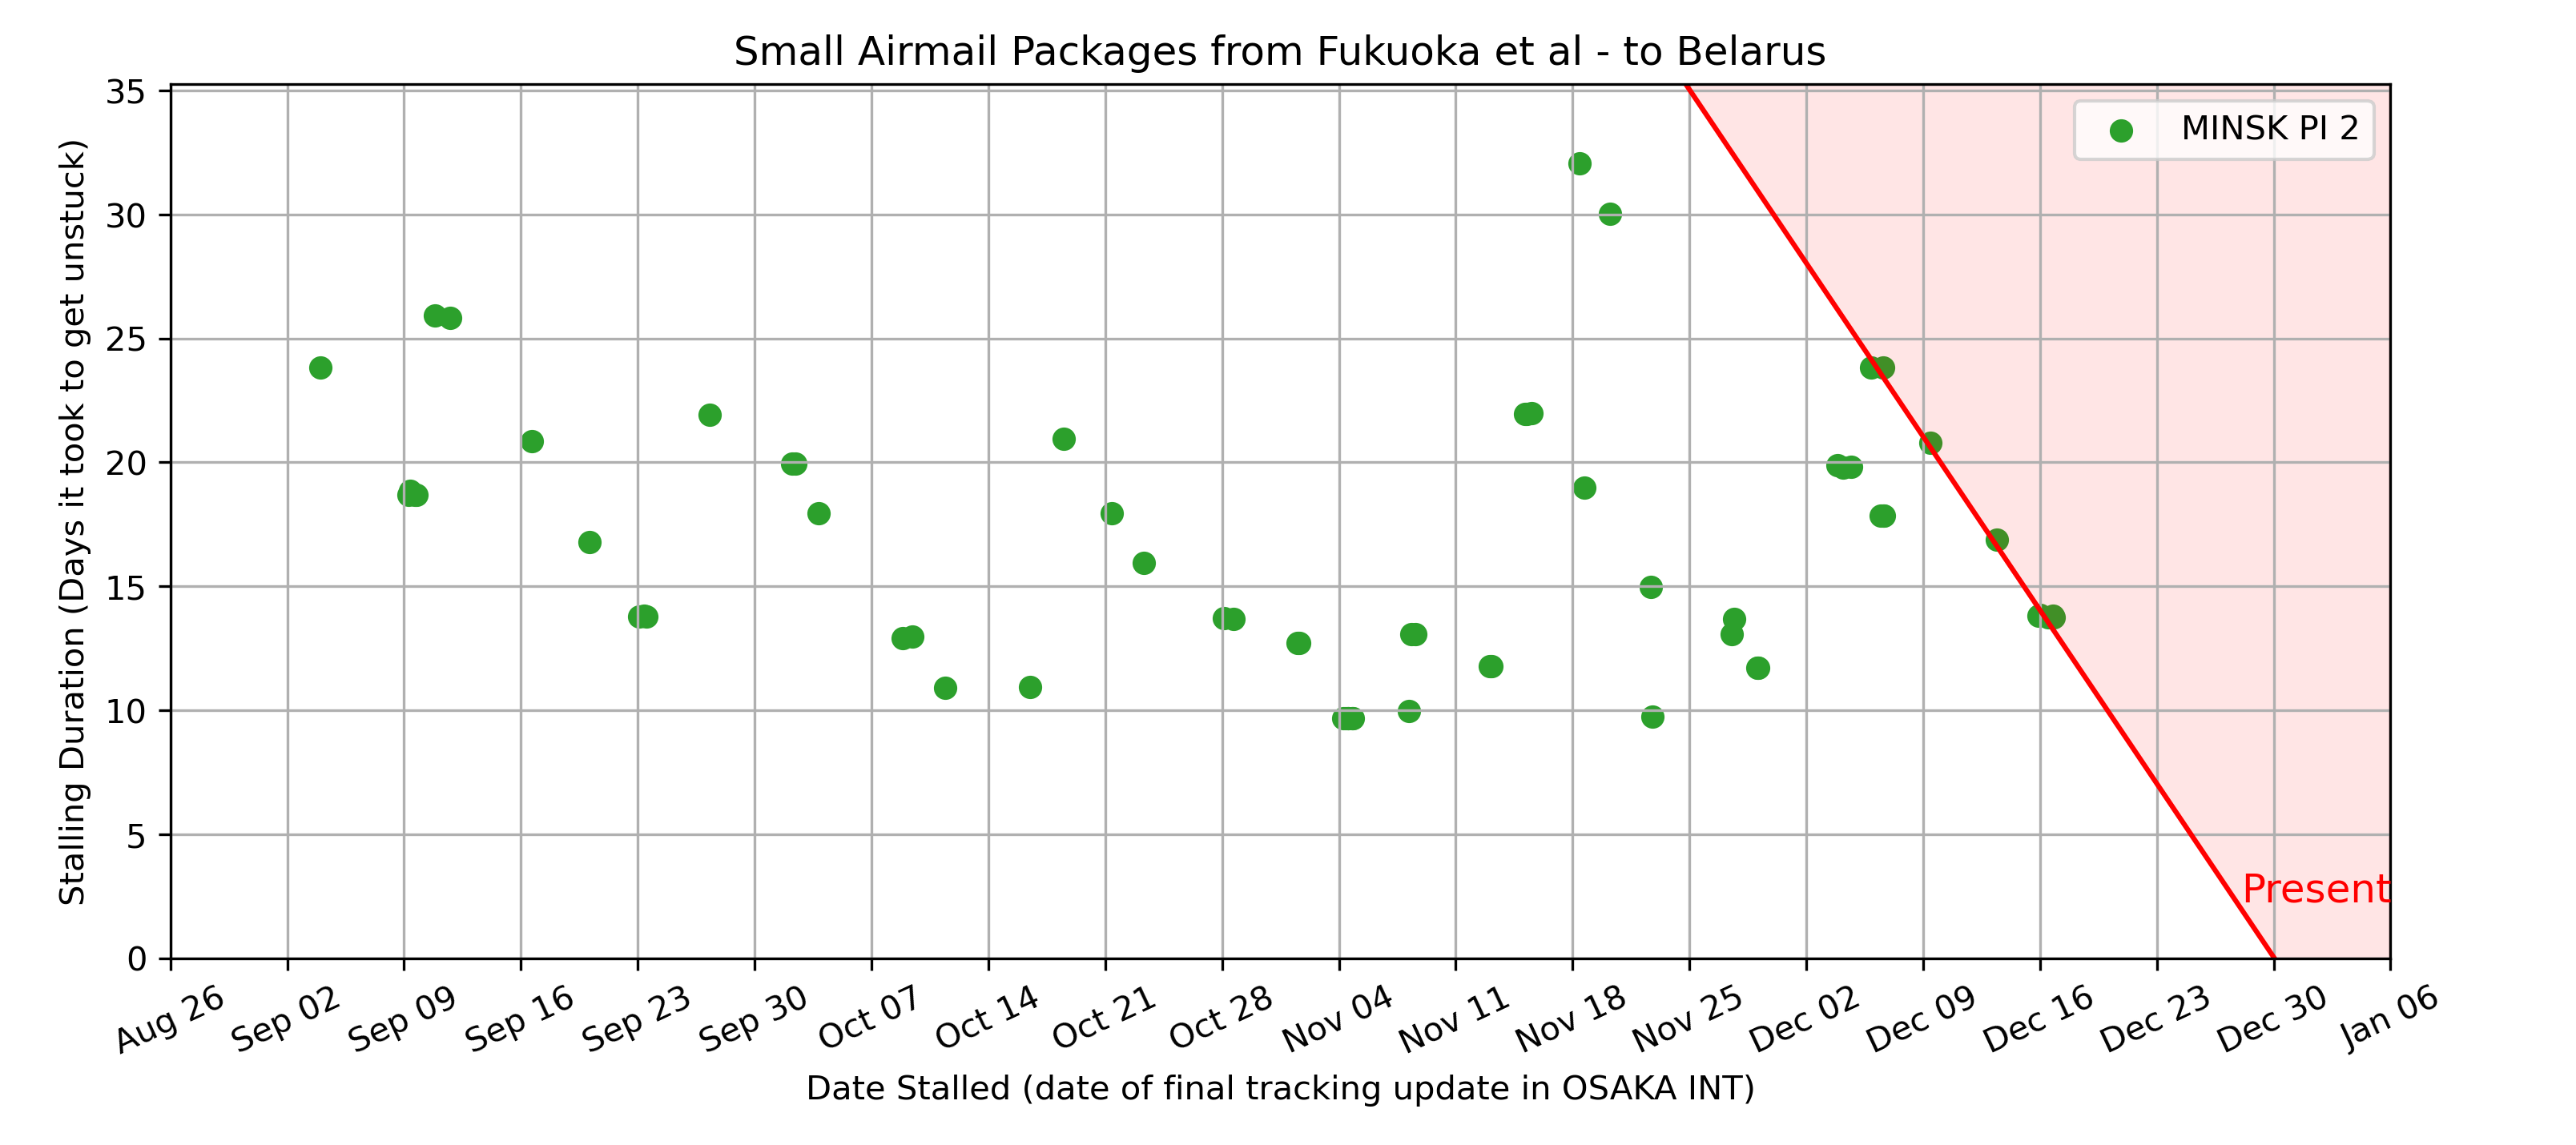 Small Airmail Packages from Fukuoka et al - to Belarus
MINSK PI 2
Stalling Duration (Days it took to get unstuck)
35
30
25
20
15
10
5
0
Present
Aug 26
Sep 02
Sep 09
Sep 16
Sep 23
Sep 30
Oct 07
Oct 14
Oct 21
Oct 28
Nov 04
Nov 11
Nov 18
Nov 25
Dec 02
Dec 09
Dec 16
Dec 23
Dec 30
Jan 06
Date Stalled (date of final tracking update in OSAKA INT)